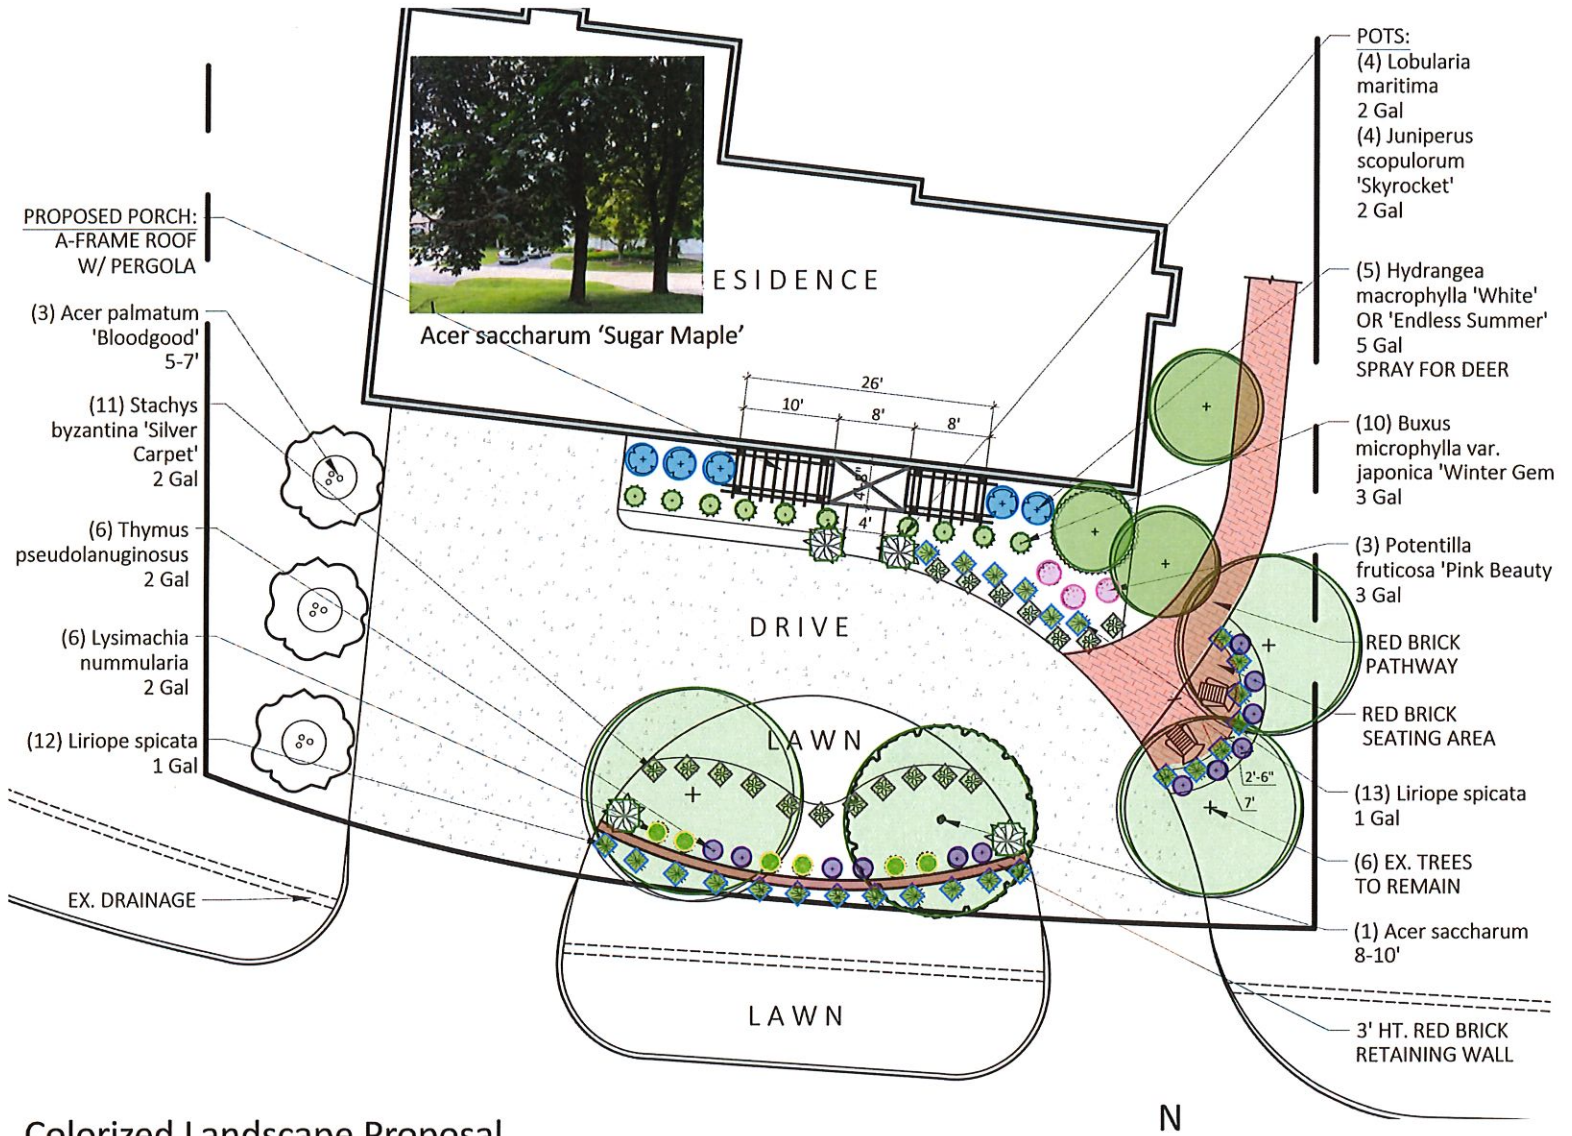 POTS:
(4) Lobularia
maritima
2 Gal
(4) Juniperus
scopulorum
'Skyrocket'
2 Gal
PROPOSED PORCH:
A-FRAME ROOF
W/ PERGOLA
ESIDENCE
(5) Hydrangea
macrophylla 'White'
OR 'Endless Summer'
5 Gal
SPRAY FOR DEER
(3) Acer palmatum
'Bloodgood'
5-7'
Acer saccharum ‘Sugar Maple’
26'
10'
8'
8'
(11) Stachys
byzantina 'Silver
Carpet'
2 Gal
(10) Buxus
microphylla var.
japonica 'Winter Gem
3 Gal
4'
(6) Thymus
pseudolanuginosus
2 Gal
(3) Potentilla
fruticosa 'Pink Beauty
3 Gal
DRIVE
RED BRICK
PATHWAY
(6) Lysimachia
nummularia
2 Gal
RED BRICK
SEATING AREA
(12) Liriope spicata
1 Gal
LAWN
2'-6"
7'
(13) Liriope spicata
1 Gal
(6) EX. TREES
TO REMAIN
EX. DRAINAGE
(1) Acer saccharum
8-10'
LAWN
3' HT. RED BRICK
RETAINING WALL
Colorized Landscape Proposal
N